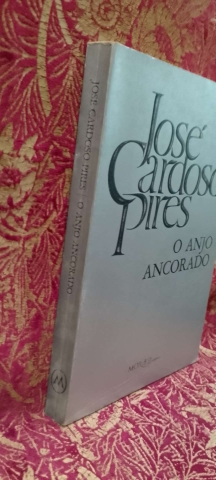 José
Cardoso
Pires
O ANJO
ANCORADO
JOSÉ CARDOSO PIRES · O ANJO ANCORADO